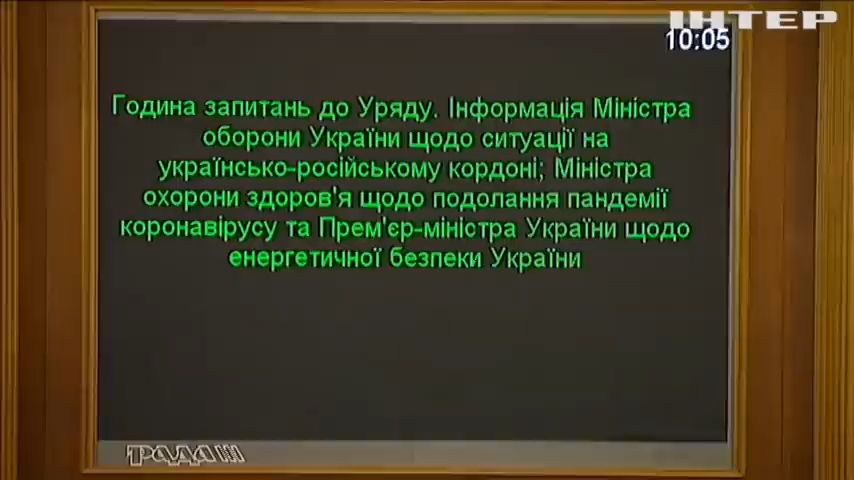 ІНТЕР
10:05
Година запитань до Уряду. Інформація Міністра
оборони України щодо ситуації на
українсько-російському кордоні; Міністра
охорони здоров'я щодо подолання пандемії
коронавірусу та Прем'єр-міністра України щодо
енергетичної безпеки України
РАДА